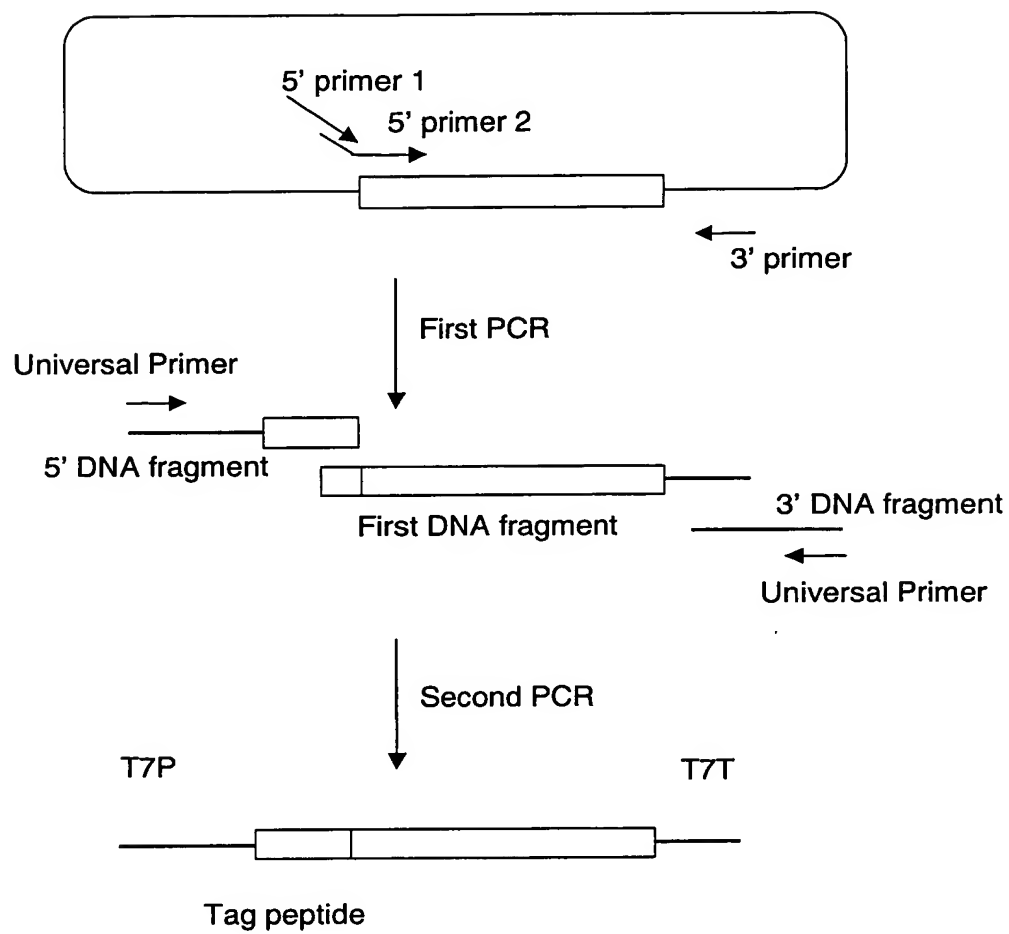 5' primer 1
5' primer 2
3' primer
First PCR
Universal Primer
5' DNA fragment
First DNA fragment
3' DNA fragment
Universal Primer
Second PCR
T7P
T7T
Tag peptide